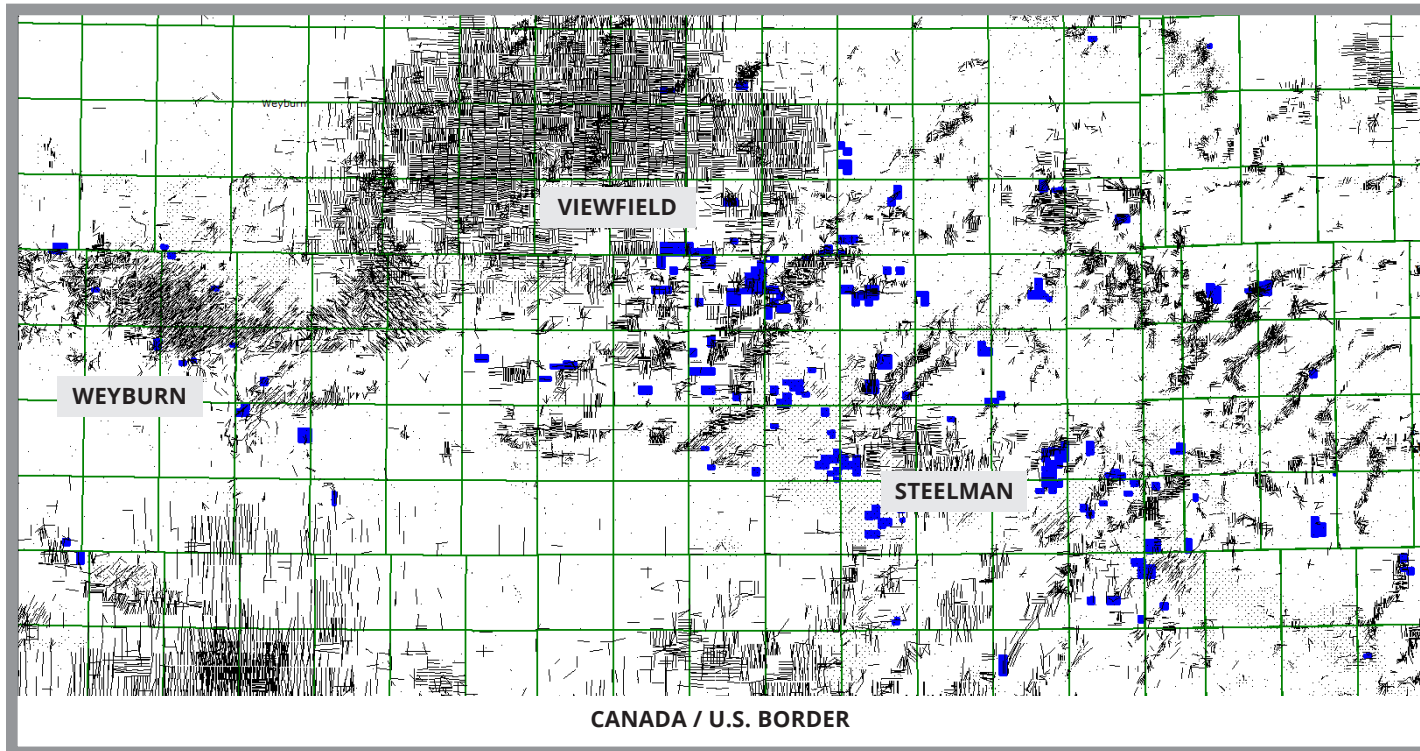 Weyburn
VIEWFIELD
WEYBURN
STEELMAN
CANADA / U.S. BORDER